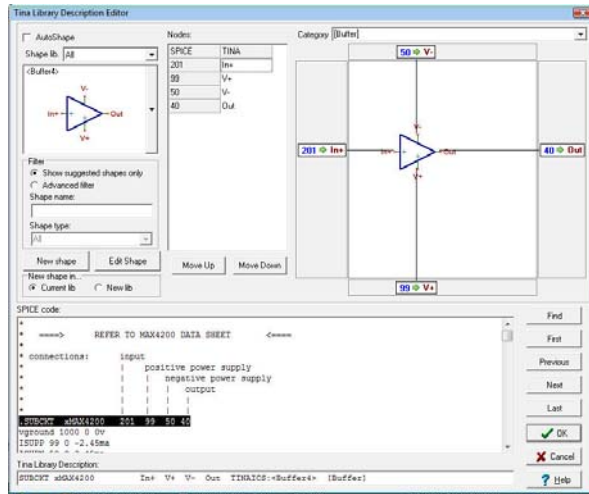 Tina Library Description Editor
AutoShape
Shape lib. All
<Buffer4>
V-
In+
Out
V+
Filter
Show suggested shapes only
Advanced filter
Shape name:
Shape type:
All
New shape
Edit Shape
New shape in...
Current lib
New lib
Nodes:
SPICE TINA
201 In+
99 V+
50 V-
40 Out
Move Up
Move Down
Category [Buffer]
50 V-
201 In+
V-
In+
Out
V+
40 Out
99 V+
SPICE code:
*
* ====> REFER TO MAX4200 DATA SHEET <====
*
* connections: input
* | positive power supply
* | | negative power supply
* | | | output
* | | | |
* | | | |
.SUBCKT xMAX4200 201 99 50 40
vground 1000 0 0v
ISUPP 99 0 -2.45ma
Find
First
Previous
Next
Last
OK
Cancel
Help
Tina Library Description:
SUBCKT xMAX4200 In+ V+ V- Out TINAICS:<Buffer4> [Buffer]